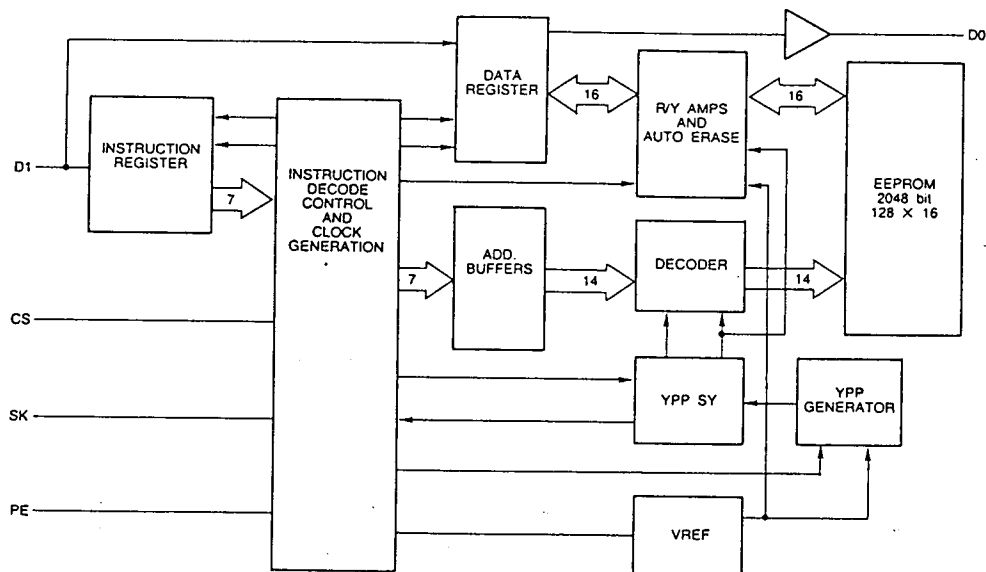 D0
DATA
REGISTER
16
R/Y AMPS
AND
AUTO ERASE
16
EEPROM
2048 bit
128 × 16
D1
INSTRUCTION
REGISTER
7
INSTRUCTION
DECODE
CONTROL
AND
CLOCK
GENERATION
7
ADD.
BUFFERS
14
DECODER
14
CS
SK
PE
YPP SY
YPP
GENERATOR
VREF